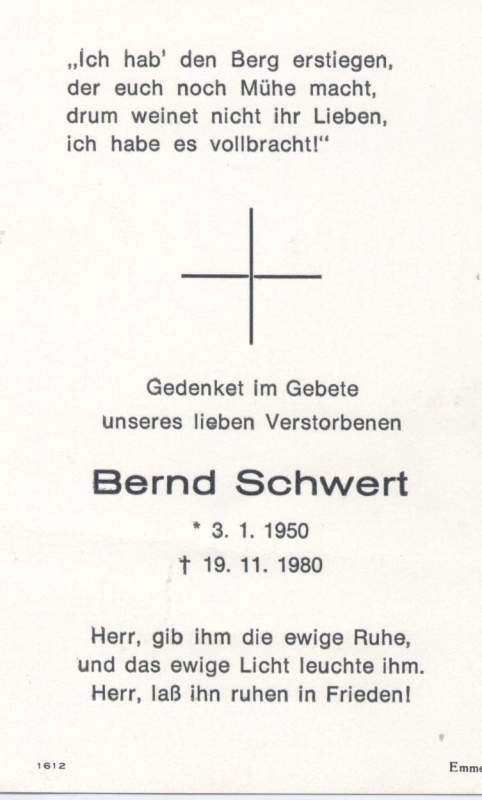 „Ich hab' den Berg erstiegen,
der euch noch Mühe macht,
drum weinet nicht ihr Lieben,
ich habe es vollbracht!“
Gedenket im Gebete
unseres lieben Verstorbenen
Bernd Schwert
* 3. 1. 1950
† 19. 11. 1980
Herr, gib ihm die ewige Ruhe,
und das ewige Licht leuchte ihm.
Herr, laß ihn ruhen in Frieden!
1612